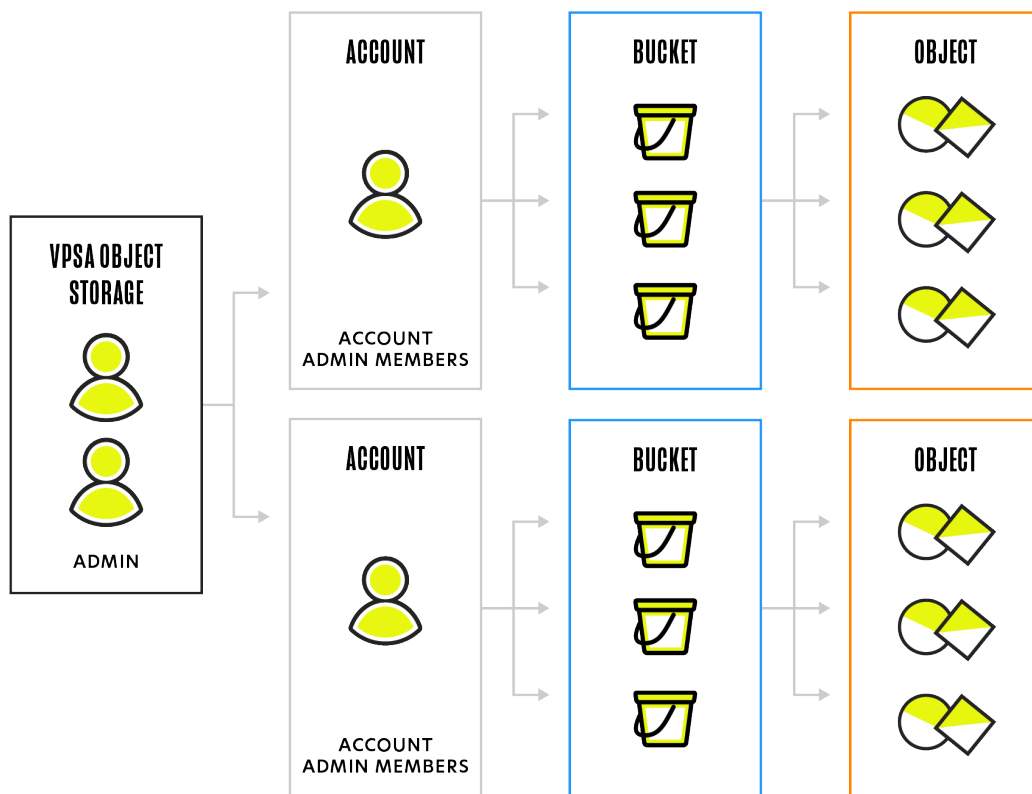 VPSA OBJECT
STORAGE
ADMIN
ACCOUNT
ACCOUNT
ADMIN MEMBERS
BUCKET
OBJECT
ACCOUNT
ACCOUNT
ADMIN MEMBERS
BUCKET
OBJECT